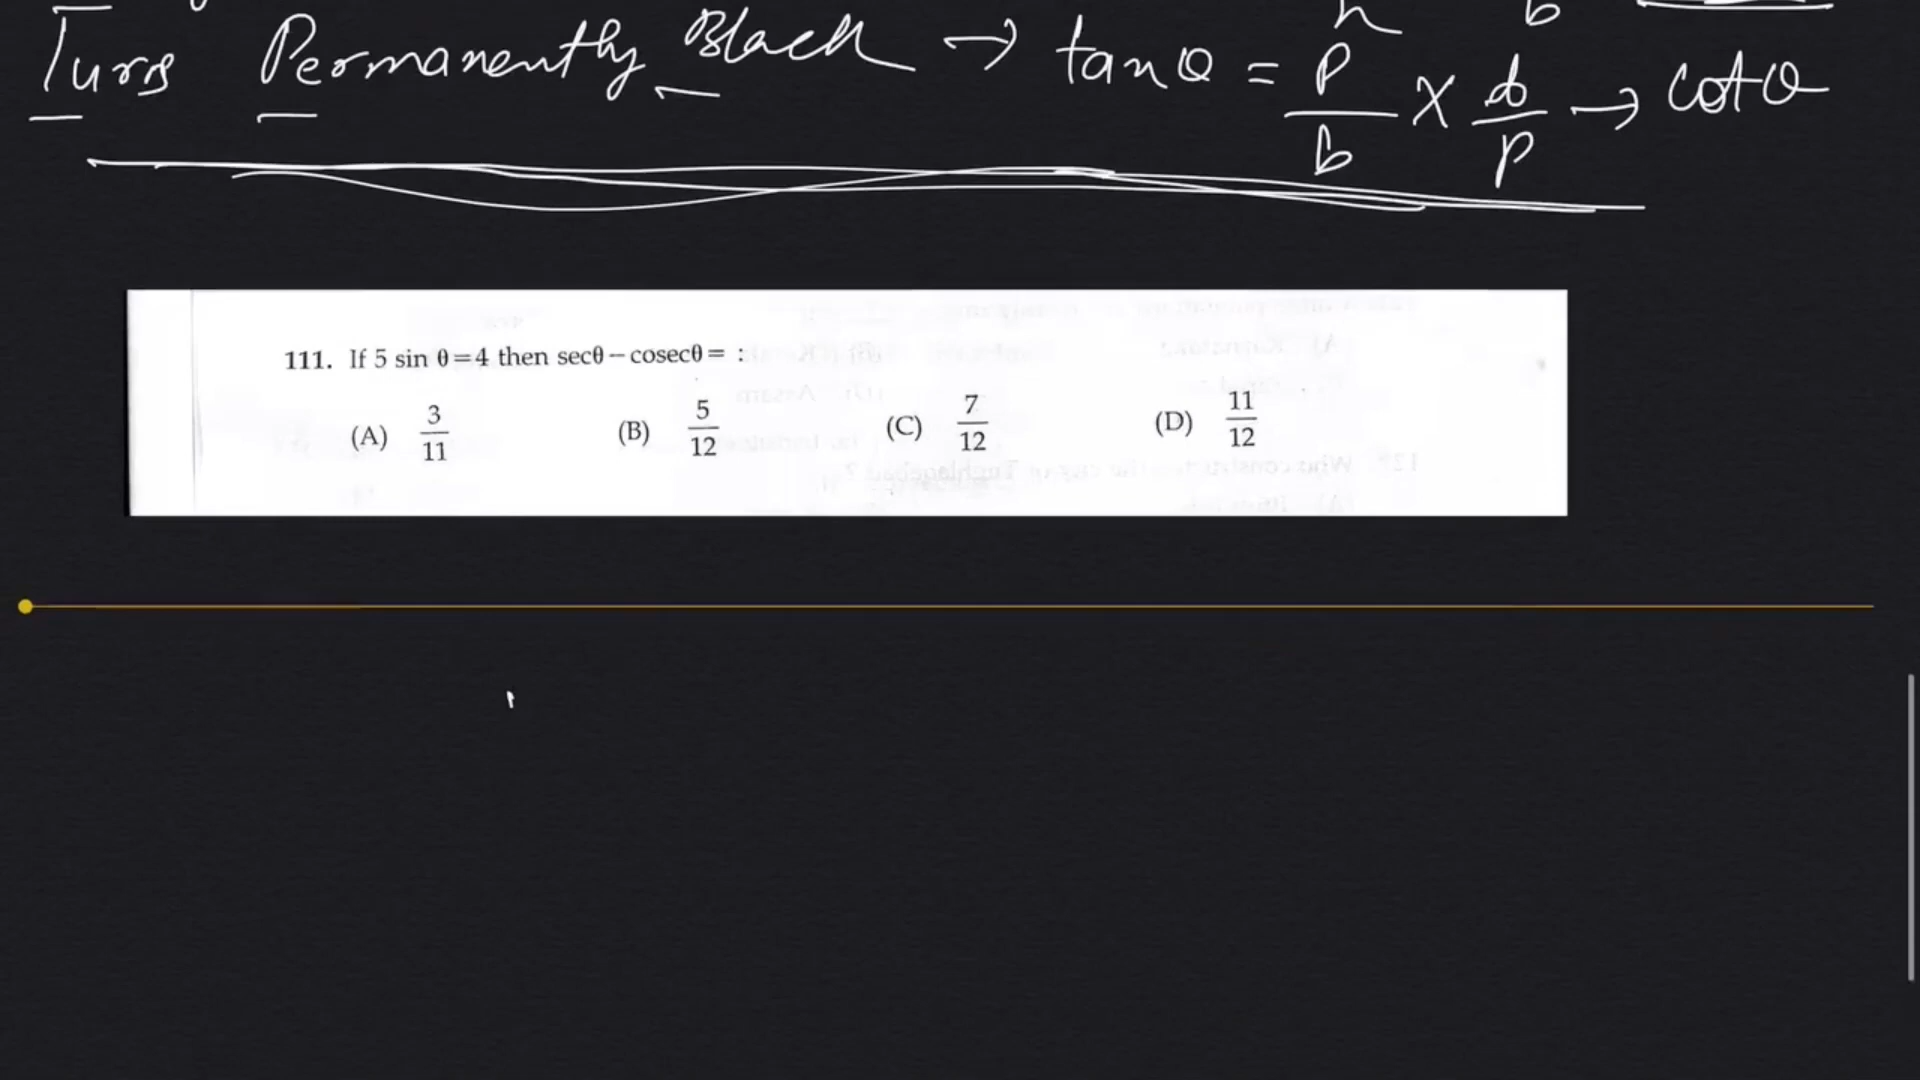 h b
Turns Permanently Black → tanθ = p/b × b/p → cotθ
111. If 5 sin θ=4 then secθ – cosecθ = :
(A) 3/11 (B) 5/12 (C) 7/12 (D) 11/12